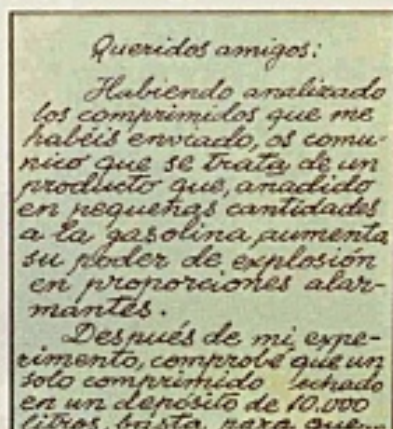 Queridos amigos:
Habiendo analizado
los comprimidos que me
habéis enviado, os comu-
nico que se trata de un
producto que, añadido
en pequeñas cantidades
a la gasolina, aumenta
su poder de explosión
en proporciones alar-
mantes.
Después de mi expe-
rimento, comprobé que un
solo comprimido echado
en un depósito de 10.000
litros, basta para que